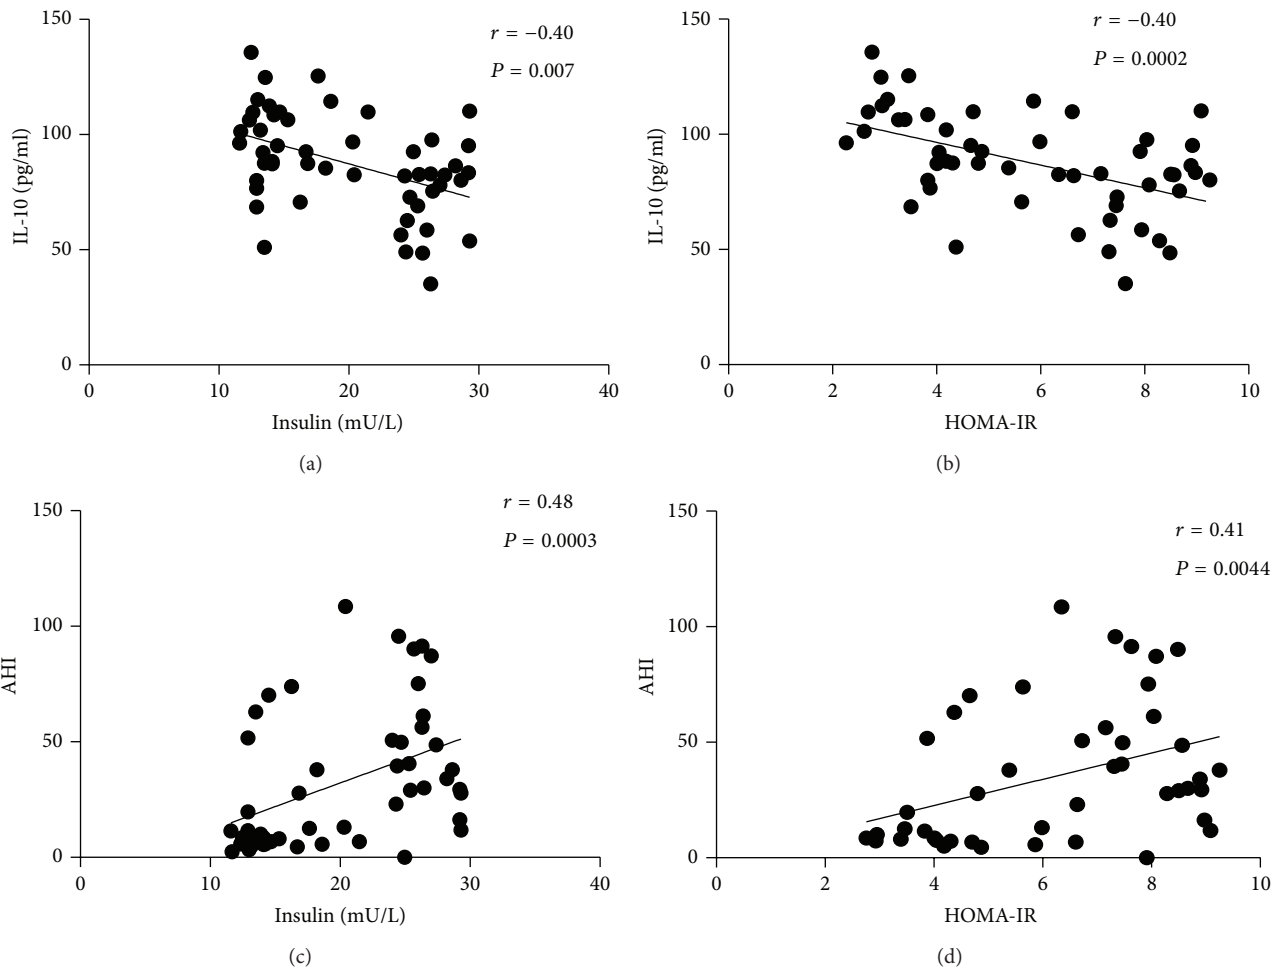 150
100
50
0
IL-10 (pg/ml)
r = −0.40
P = 0.007
0 10 20 30 40
Insulin (mU/L)
(a)
150
100
50
0
IL-10 (pg/ml)
r = −0.40
P = 0.0002
0 2 4 6 8 10
HOMA-IR
(b)
150
100
50
0
AHI
r = 0.48
P = 0.0003
0 10 20 30 40
Insulin (mU/L)
(c)
150
100
50
0
AHI
r = 0.41
P = 0.0044
0 2 4 6 8 10
HOMA-IR
(d)